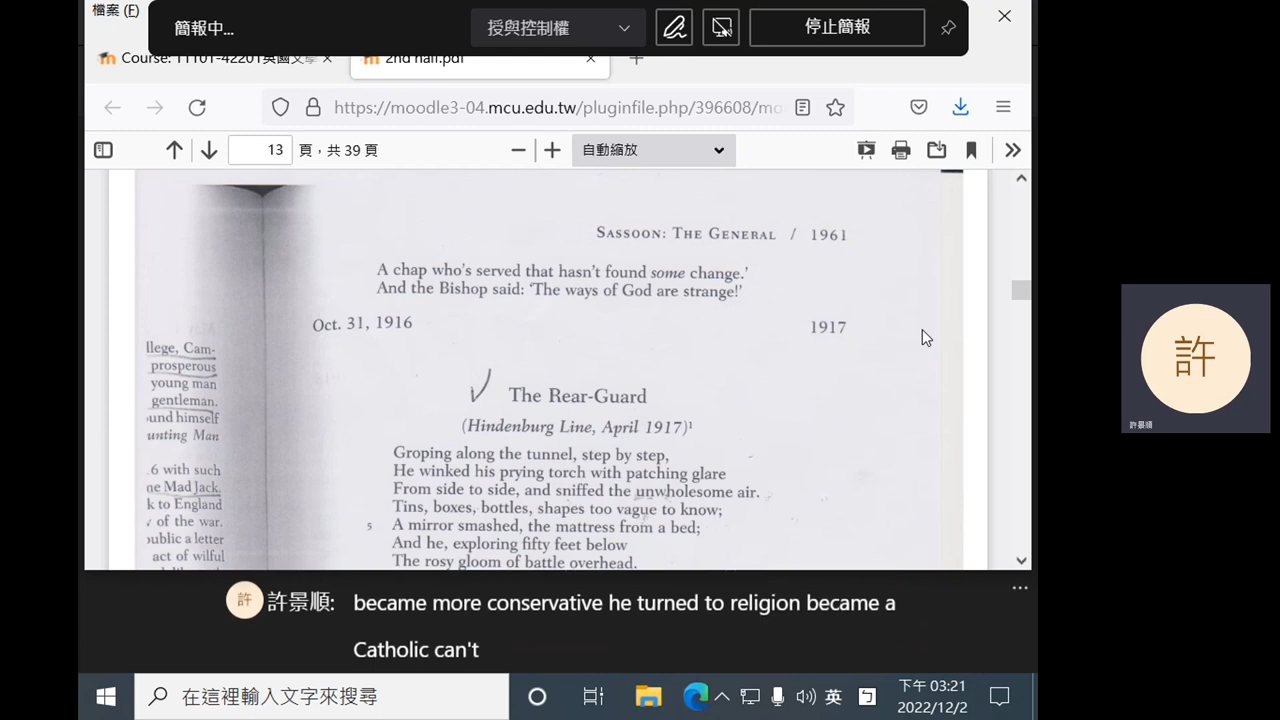 檔案 (F)
簡報中...
授與控制權
停止簡報
Course: 11101-42201英國文學
2nd half.pdf
https://moodle3-04.mcu.edu.tw/pluginfile.php/396608/mo
13 頁,共 39 頁
自動縮放
SASSOON: THE GENERAL / 1961
A chap who's served that hasn't found some change.'
And the Bishop said: 'The ways of God are strange!'
Oct. 31, 1916
1917
llege, Cam-
prosperous
young man
gentleman.
und himself
unting Man
.6 with such
ne Mad Jack.
k to England
of the war.
public a letter
act of wilful
The Rear-Guard
(Hindenburg Line, April 1917)¹
Groping along the tunnel, step by step,
He winked his prying torch with patching glare
From side to side, and sniffed the unwholesome air.
Tins, boxes, bottles, shapes too vague to know;
5 A mirror smashed, the mattress from a bed;
And he, exploring fifty feet below
The rosy gloom of battle overhead.
許
許景順
許 許景順: became more conservative he turned to religion became a
Catholic can't
在這裡輸入文字來搜尋
英
下午 03:21
2022/12/2